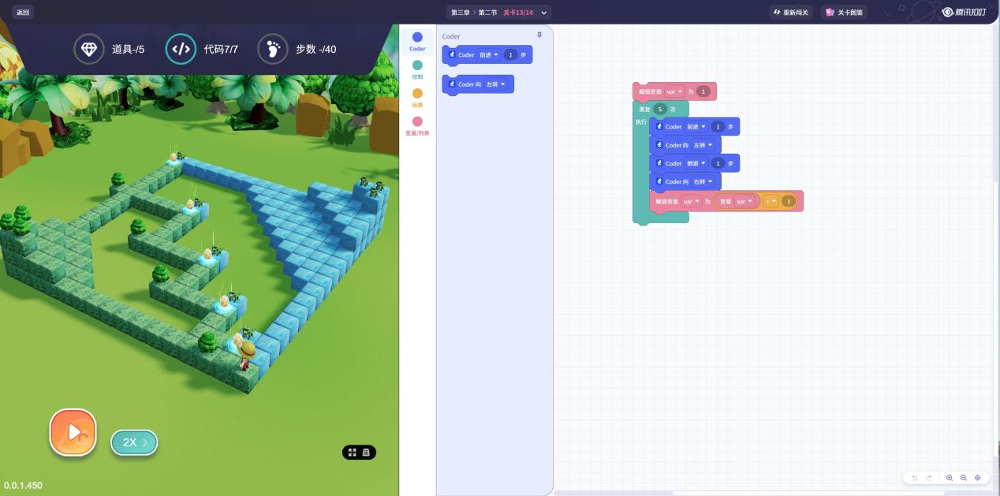 返回
第三章 > 第二节 关卡13/14
重新闯关
关卡图鉴
腾讯扣叮
道具-/5
代码7/7
步数 -/40
Coder
控制
运算
变量/列表
Coder
Coder 前进 1 步
Coder 向 左转
赋值变量 var 为 1
重复 5 次
执行
Coder 前进 1 步
Coder 向 左转
Coder 倒退 1 步
Coder 向 右转
赋值变量 var 为 变量 var + 1
2X
0.0.1.450